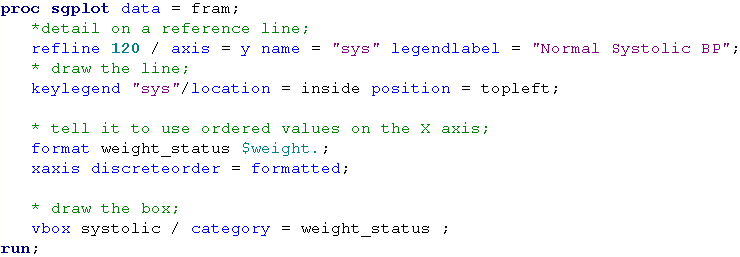 proc sgplot data = fram;
*detail on a reference line;
refline 120 / axis = y name = "sys" legendlabel = "Normal Systolic BP";
* draw the line;
keylegend "sys"/location = inside position = topleft;
* tell it to use ordered values on the X axis;
format weight_status $weight.;
xaxis discreteorder = formatted;
* draw the box;
vbox systolic / category = weight_status ;
run;